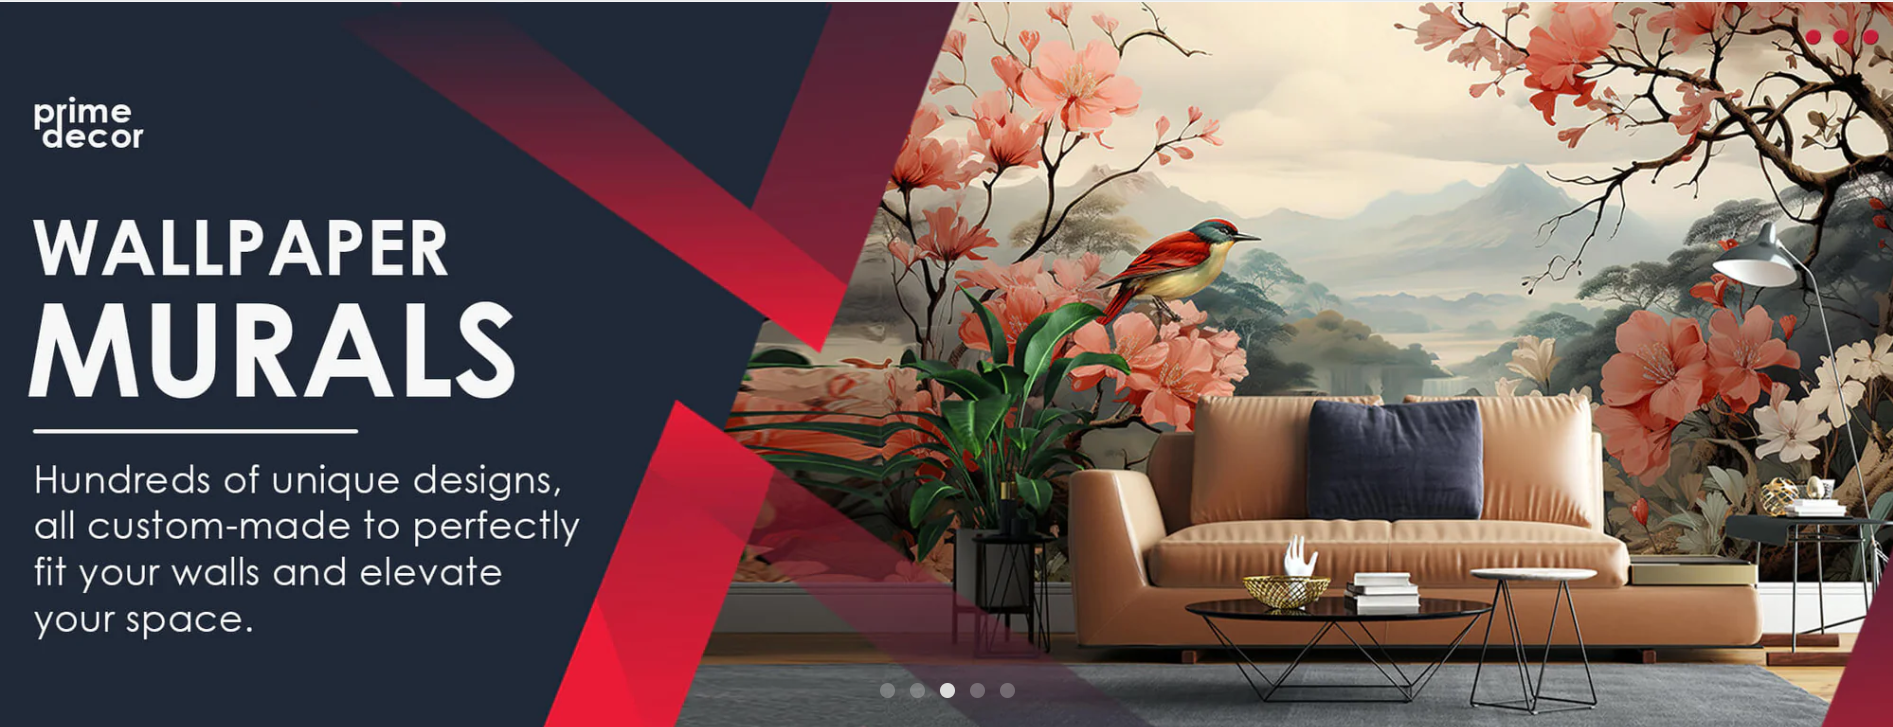 prime
decor
WALLPAPER
MURALS
Hundreds of unique designs,
all custom-made to perfectly
fit your walls and elevate
your space.